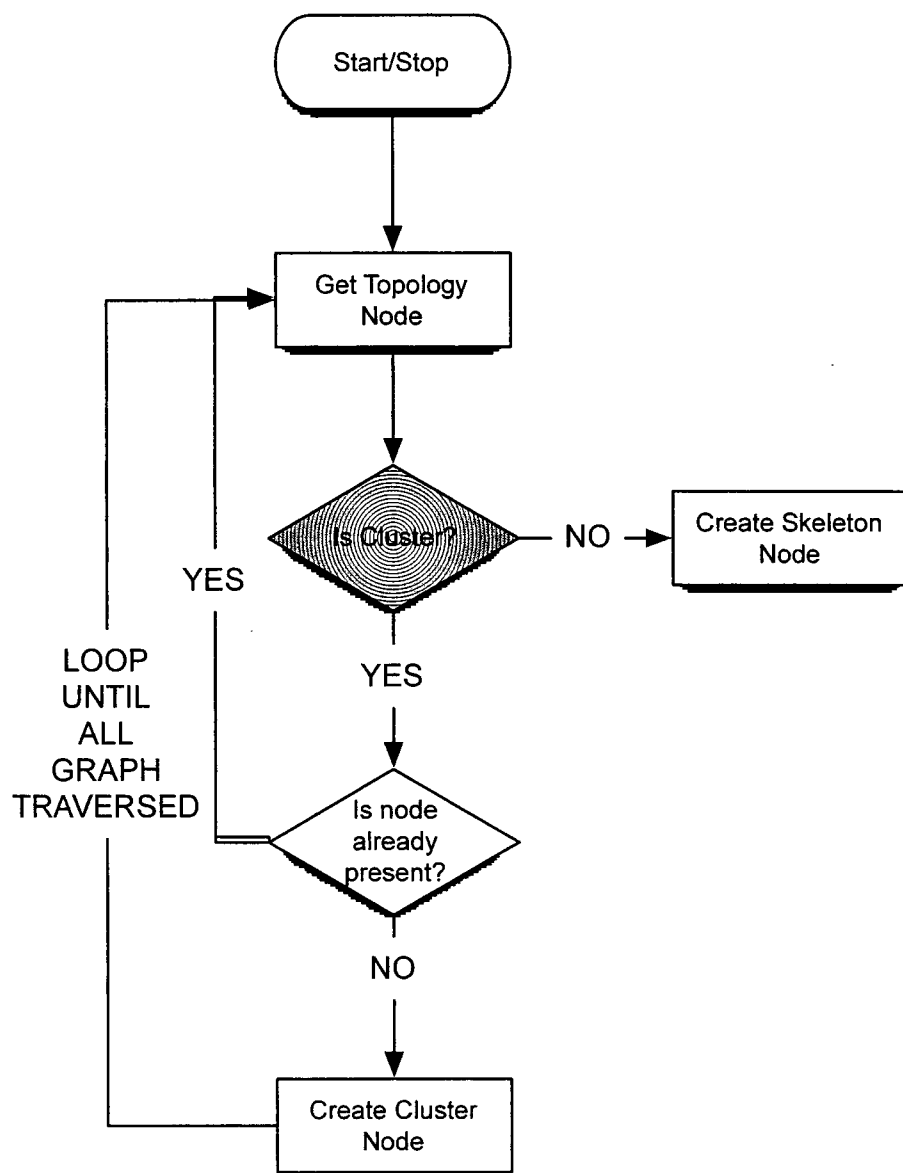 Start/Stop
Get Topology
Node
Is Cluster?
NO
Create Skeleton
Node
YES
YES
LOOP
UNTIL
ALL
GRAPH
TRAVERSED
Is node
already
present?
NO
Create Cluster
Node